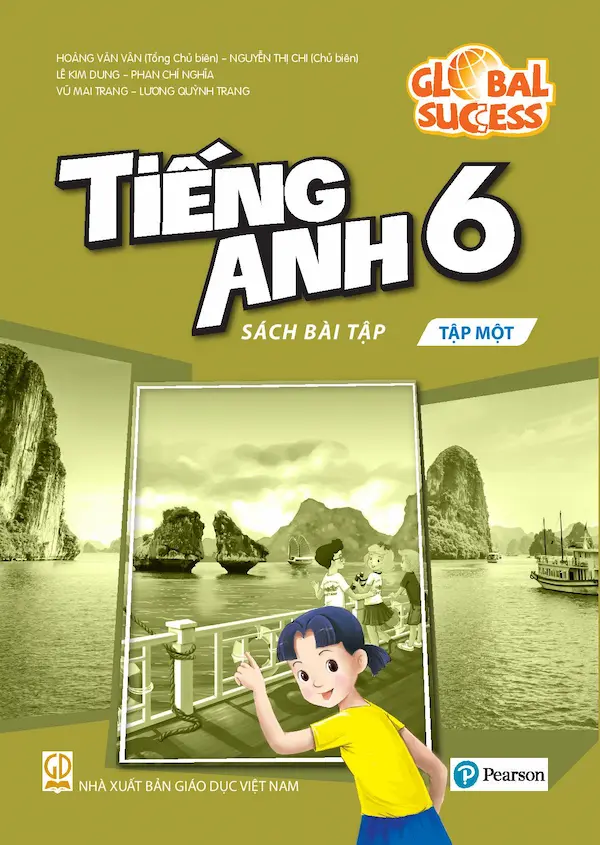 HOÀNG VĂN VÂN (Tổng Chủ biên) – NGUYỄN THỊ CHI (Chủ biên)
LÊ KIM DUNG – PHAN CHÍ NGHĨA
VŨ MAI TRANG – LƯƠNG QUỲNH TRANG
GLOBAL
SUCCESS
TIẾNG
ANH 6
SÁCH BÀI TẬP
TẬP MỘT
GD
NHÀ XUẤT BẢN GIÁO DỤC VIỆT NAM
P Pearson